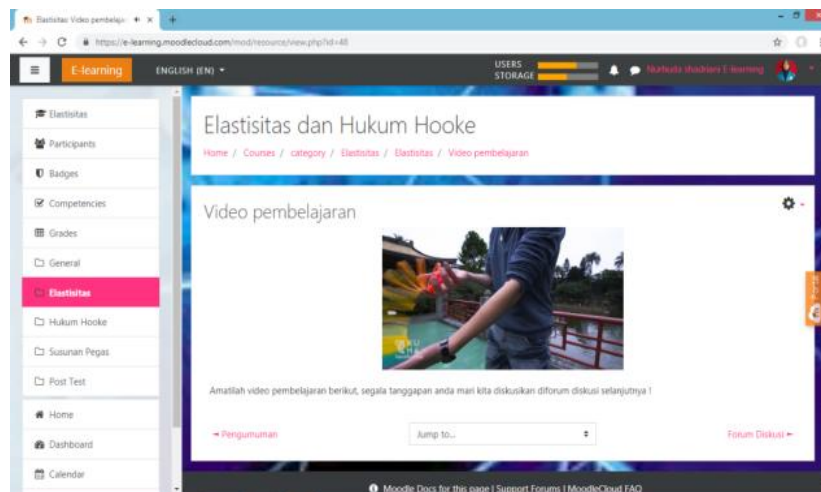 Elastisitas Video pembelaja
https://e-learning.moodlecloud.com/mod/resource/view.php?id=48
E-learning
ENGLISH (EN)
USERS
STORAGE
Nurhuda shadriani E-learning
Elastisitas
Participants
Badges
Competencies
Grades
General
Elastisitas
Hukum Hooke
Susunan Pegas
Post Test
Home
Dashboard
Calendar
Elastisitas dan Hukum Hooke
Home / Courses / category / Elastisitas / Elastisitas / Video pembelajaran
Video pembelajaran
Amatilah video pembelajaran berikut, segala tanggapan anda mari kita diskusikan diforum diskusi selanjutnya !
Pengumuman
Jump to...
Forum Diskusi
Moodle Docs for this page | Support Forums | MoodleCloud FAQ